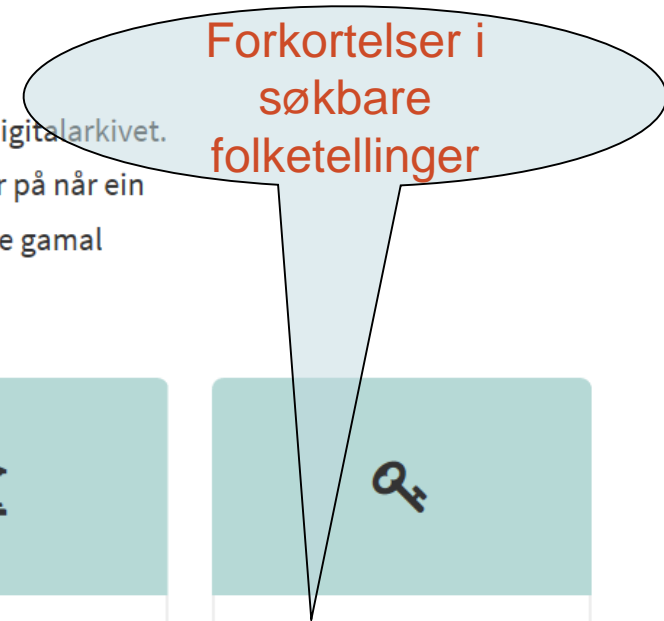 Forkortelser i
søkbare
folketellinger
igitalarkivet.
r på når ein
e gamal